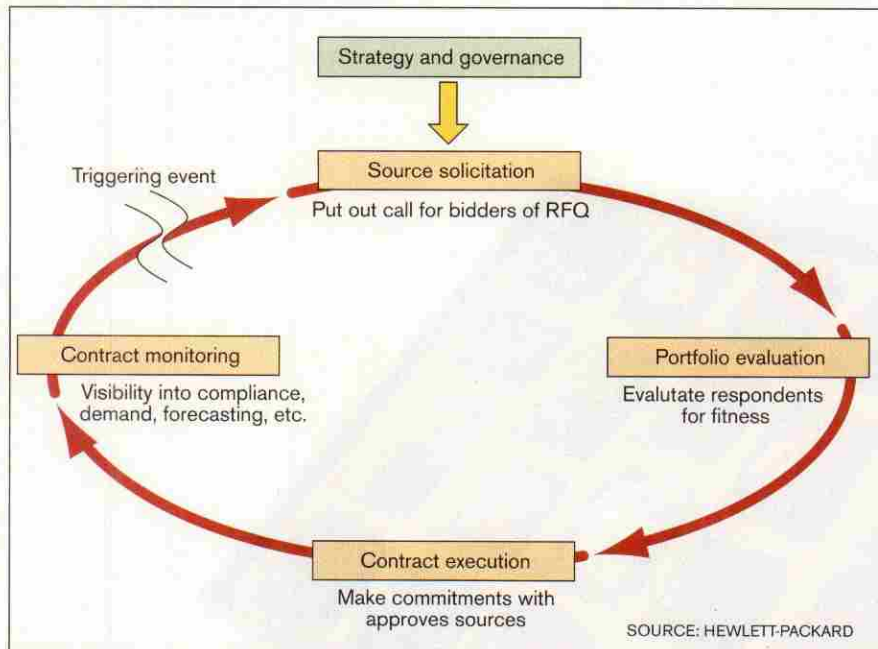 Strategy and governance
Source solicitation
Put out call for bidders of RFQ
Triggering event
Contract monitoring
Visibility into compliance,
demand, forecasting, etc.
Portfolio evaluation
Evalutate respondents
for fitness
Contract execution
Make commitments with
approves sources
SOURCE: HEWLETT-PACKARD